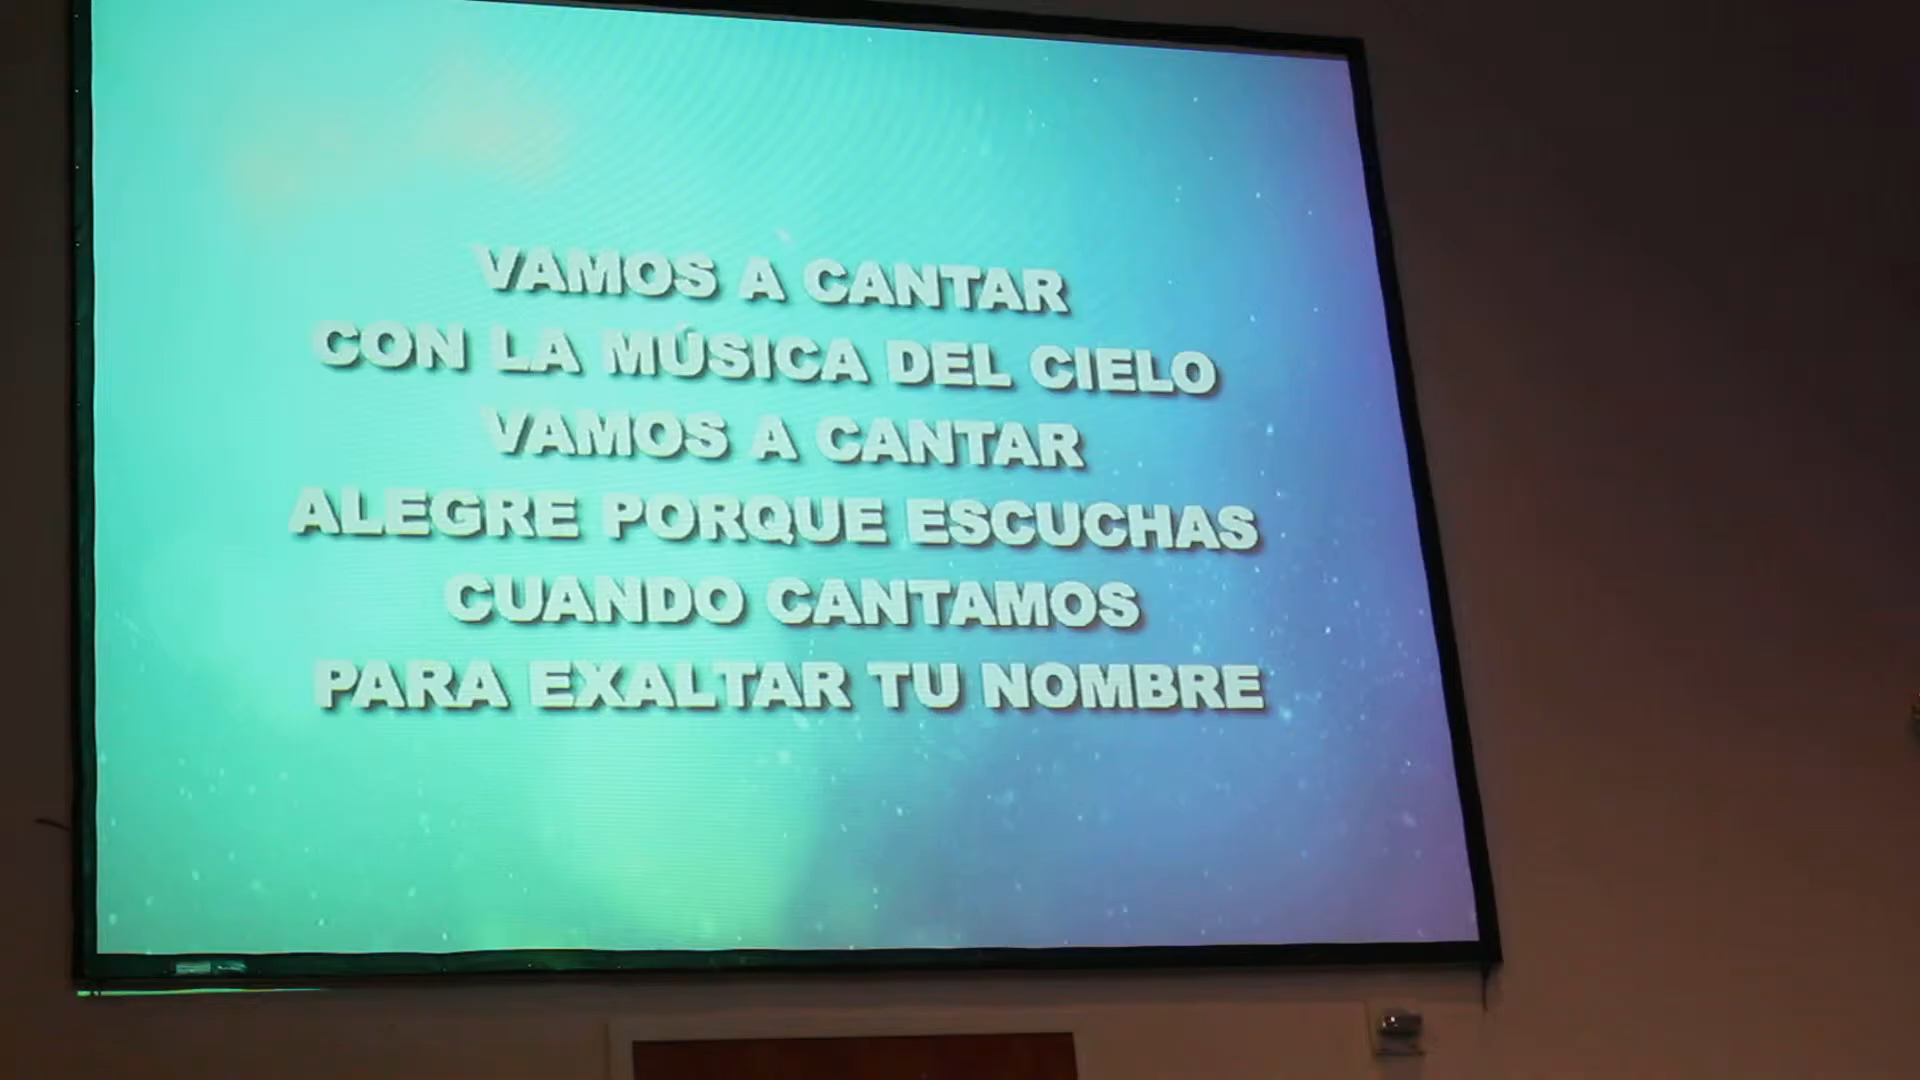 VAMOS A CANTAR
CON LA MÚSICA DEL CIELO
VAMOS A CANTAR
ALEGRE PORQUE ESCUCHAS
CUANDO CANTAMOS
PARA EXALTAR TU NOMBRE